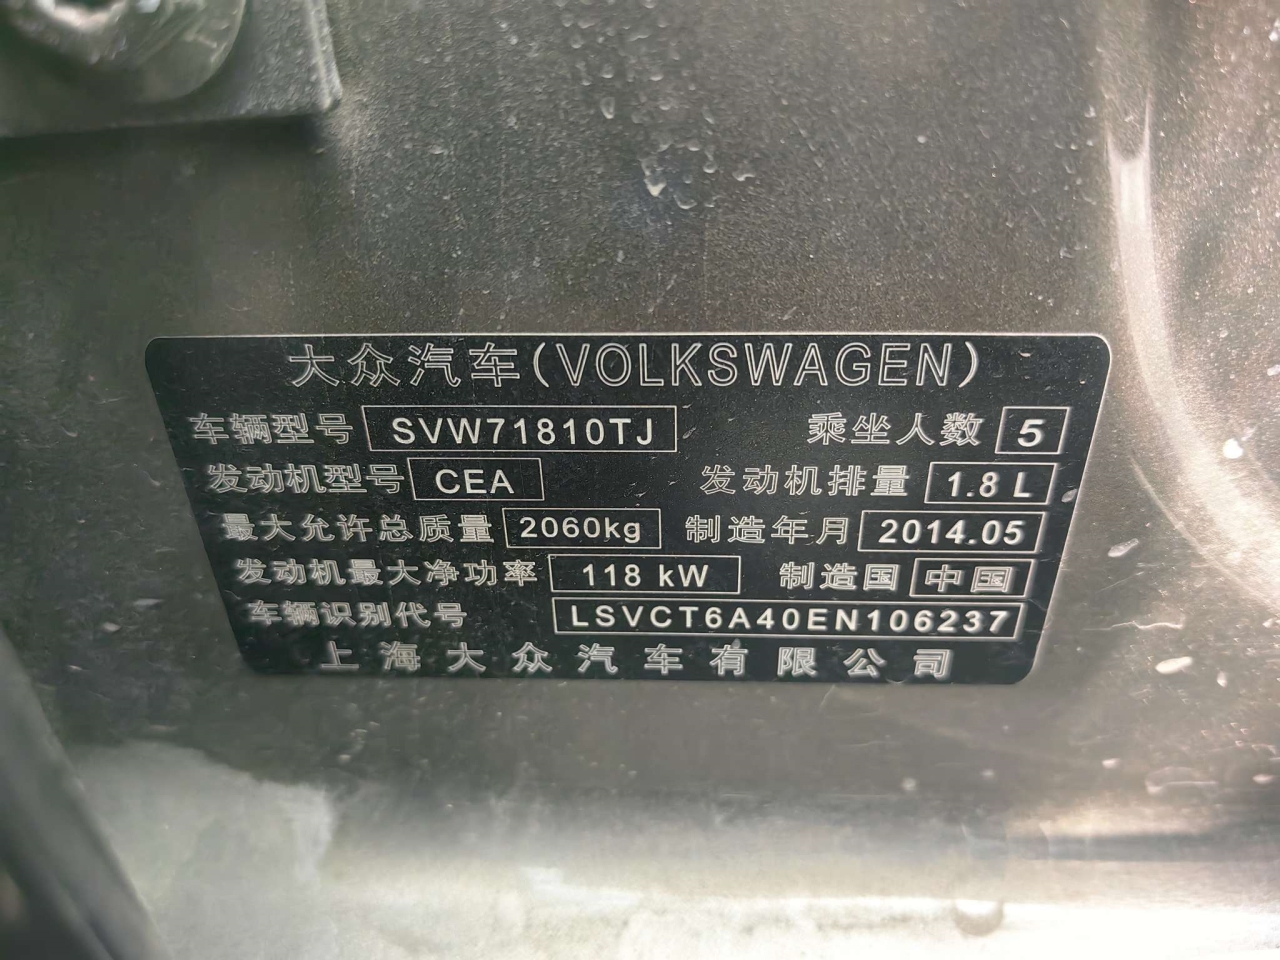 大众汽车(VOLKSWAGEN)
车辆型号 SVW71810TJ 乘坐人数 5
发动机型号 CEA 发动机排量 1.8 L
最大允许总质量 2060kg 制造年月 2014.05
发动机最大净功率 118 kW 制造国 中国
车辆识别代号 LSVCT6A40EN106237
上海大众汽车有限公司